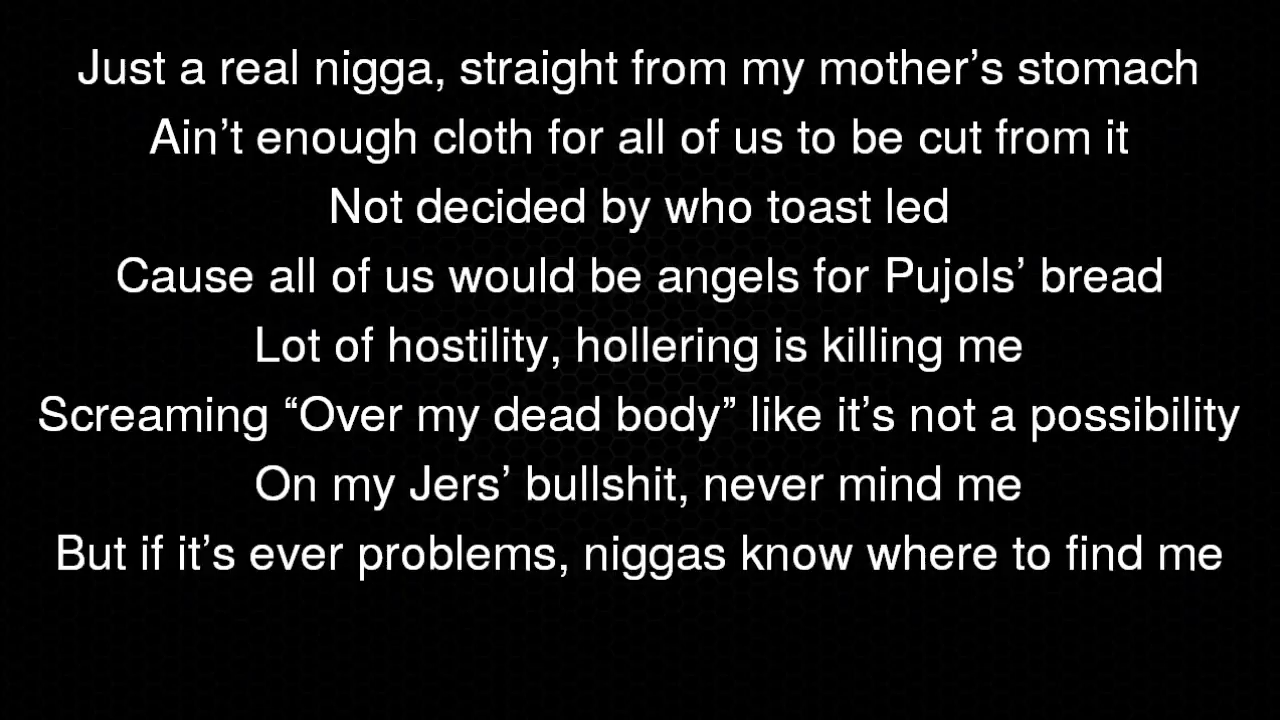 Just a real nigga, straight from my mother’s stomach
Ain’t enough cloth for all of us to be cut from it
Not decided by who toast led
Cause all of us would be angels for Pujols’ bread
Lot of hostility, hollering is killing me
Screaming “Over my dead body” like it’s not a possibility
On my Jers’ bullshit, never mind me
But if it’s ever problems, niggas know where to find me